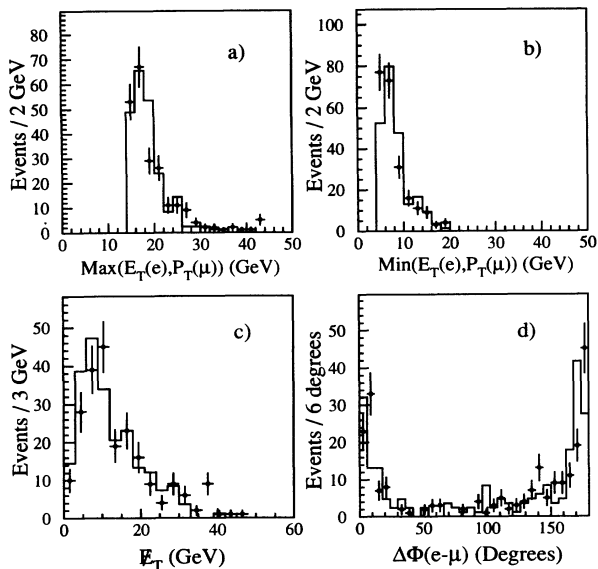 a)
Events / 2 GeV
80
70
60
50
40
30
20
10
0
0 10 20 30 40 50
Max(E_T(e),P_T(μ)) (GeV)
b)
Events / 2 GeV
100
80
60
40
20
0
0 10 20 30 40 50
Min(E_T(e),P_T(μ)) (GeV)
c)
Events / 3 GeV
50
40
30
20
10
0
0 20 40 60
E̸_T (GeV)
d)
Events / 6 degrees
50
40
30
20
10
0
0 50 100 150
ΔΦ(e-μ) (Degrees)